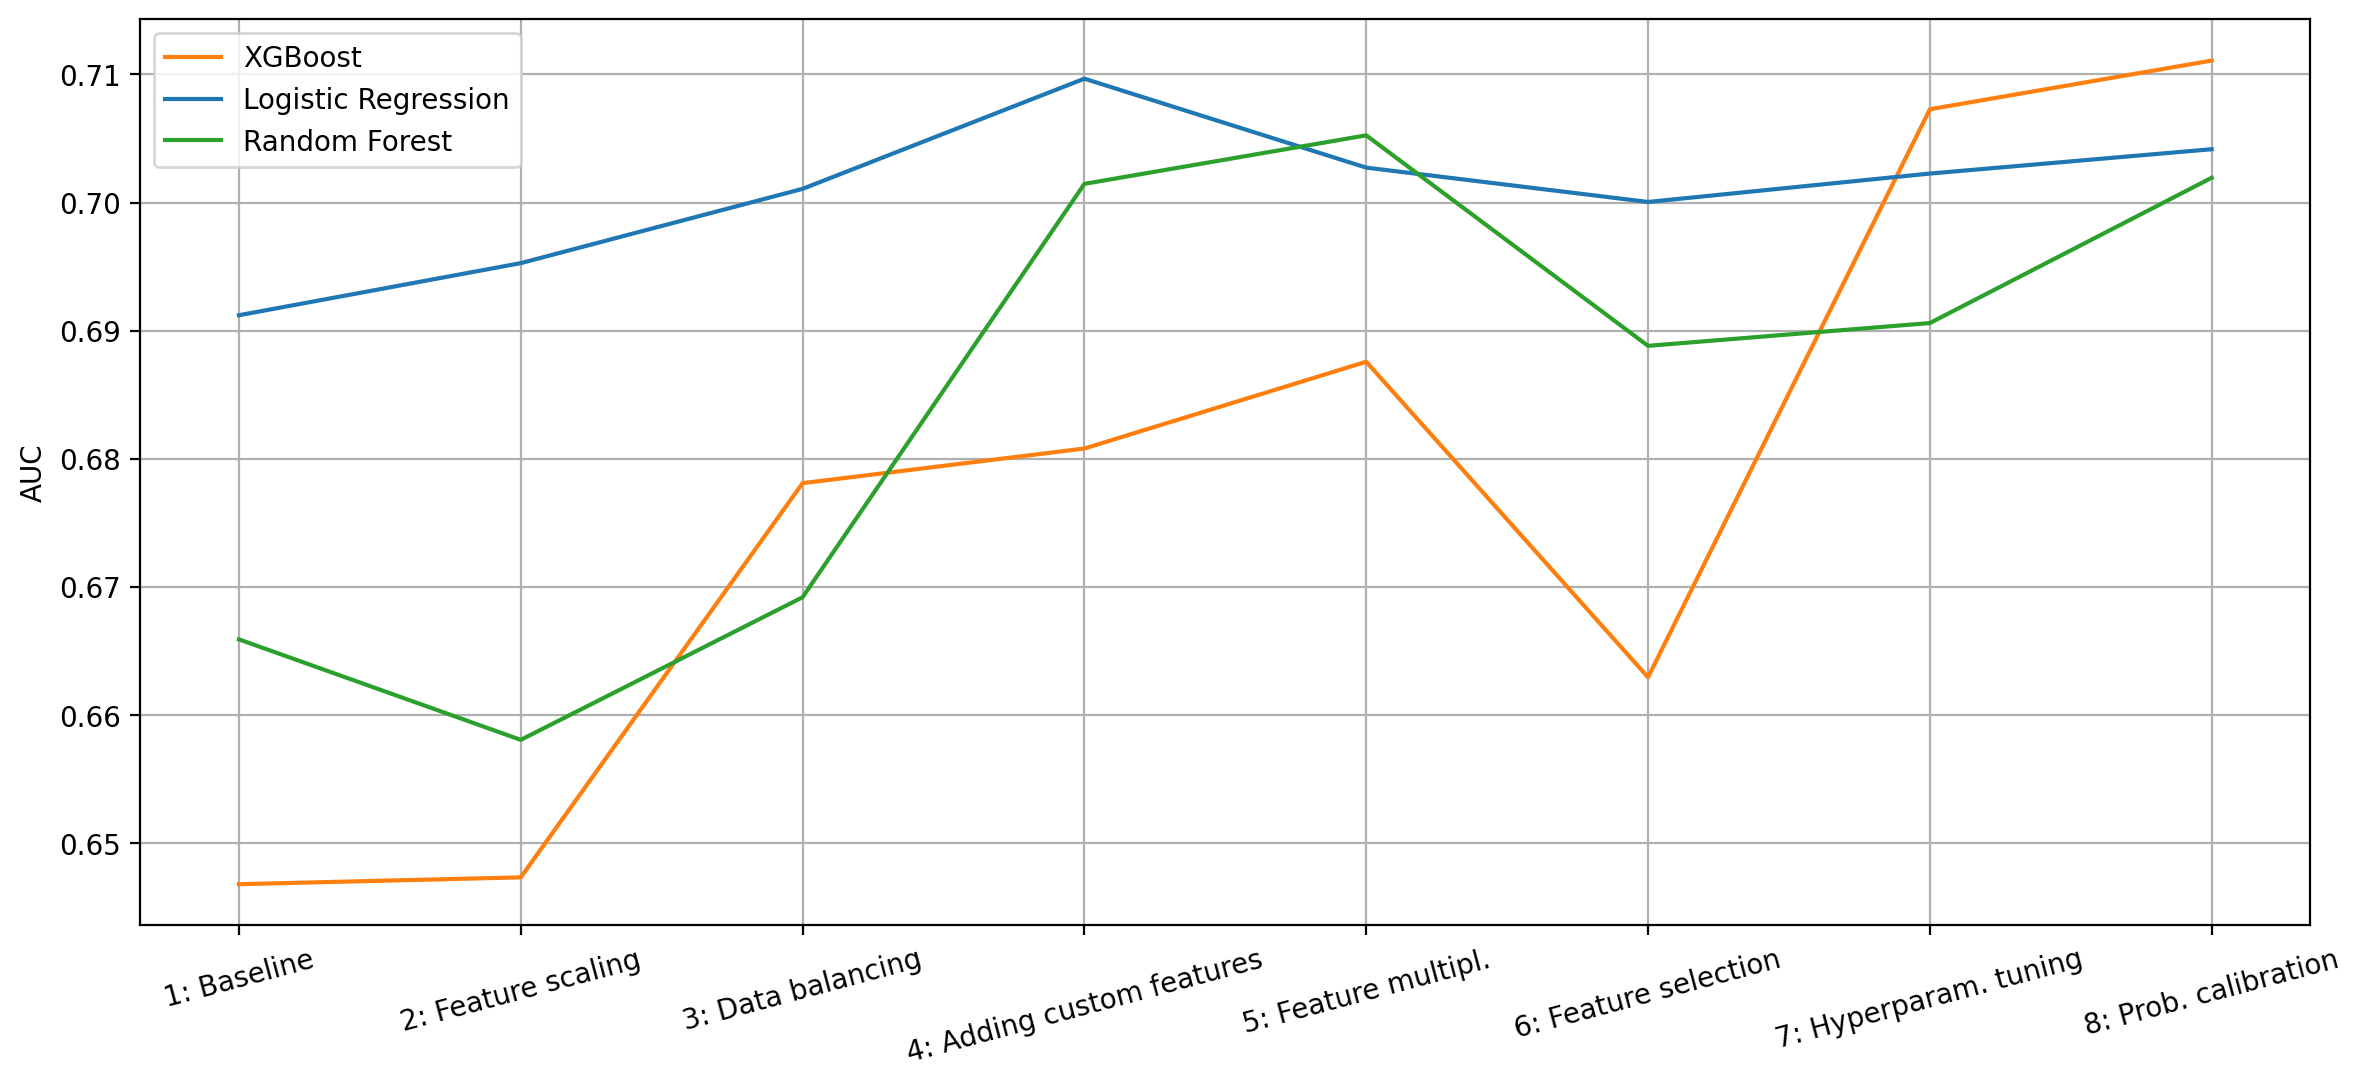 XGBoost
Logistic Regression
Random Forest
AUC
0.71
0.70
0.69
0.68
0.67
0.66
0.65
1: Baseline
2: Feature scaling
3: Data balancing
4: Adding custom features
5: Feature multipl.
6: Feature selection
7: Hyperparam. tuning
8: Prob. calibration